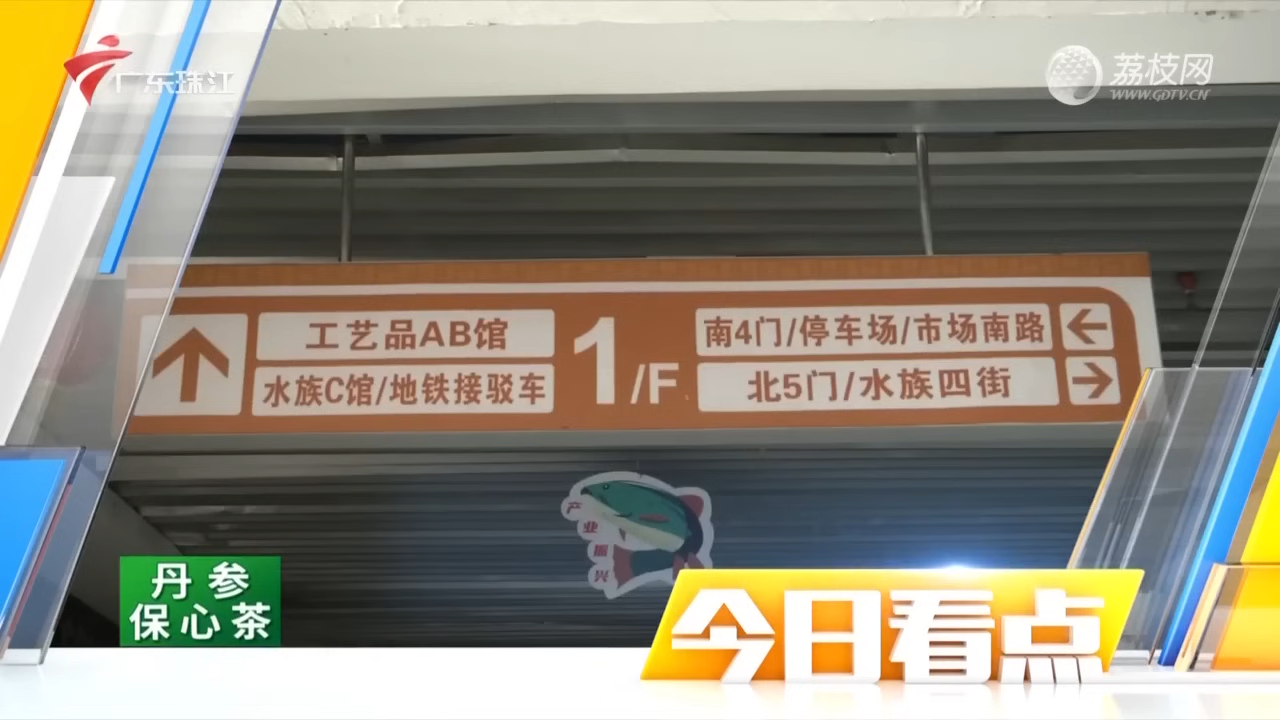 广东珠江
荔枝网
WWW.GDTV.CN
工艺品AB馆
水族C馆/地铁接驳车
1/F
南4门/停车场/市场南路
北5门/水族四街
产业振兴
丹参
保心茶
今日看点